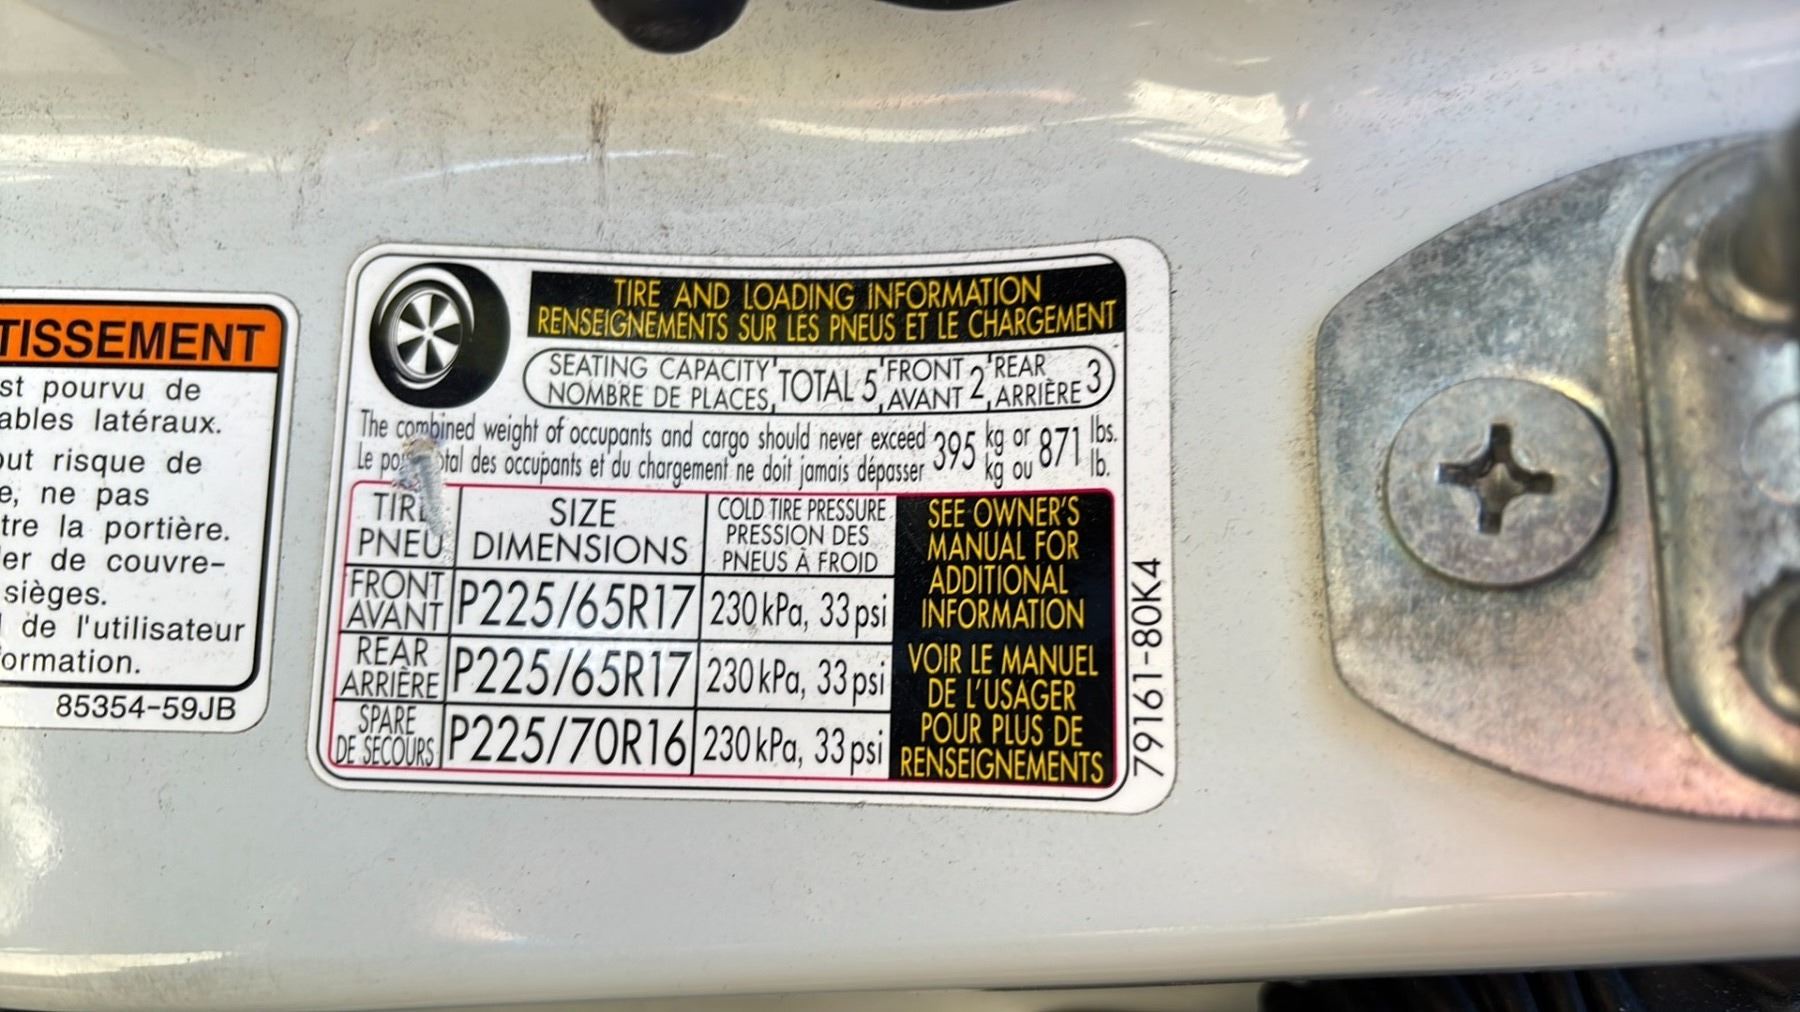 TISSEMENT
st pourvu de
ables latéraux.
ut risque de
e, ne pas
tre la portière.
er de couvre-
sièges.
de l'utilisateur
ormation.
85354-59JB
TIRE AND LOADING INFORMATION
RENSEIGNEMENTS SUR LES PNEUS ET LE CHARGEMENT
SEATING CAPACITY TOTAL 5 FRONT 2 REAR 3
NOMBRE DE PLACES AVANT ARRIÈRE
The combined weight of occupants and cargo should never exceed 395 kg or 871 lbs.
Le total des occupants et du chargement ne doit jamais dépasser kg ou lb.
TIRE SIZE COLD TIRE PRESSURE
PNEU DIMENSIONS PRESSION DES
PNEUS À FROID
FRONT
AVANT P225/65R17 230 kPa, 33 psi
REAR
ARRIÈRE P225/65R17 230 kPa, 33 psi
SPARE
DE SECOURS P225/70R16 230 kPa, 33 psi
SEE OWNER'S
MANUAL FOR
ADDITIONAL
INFORMATION
VOIR LE MANUEL
DE L'USAGER
POUR PLUS DE
RENSEIGNEMENTS
79161-80K4